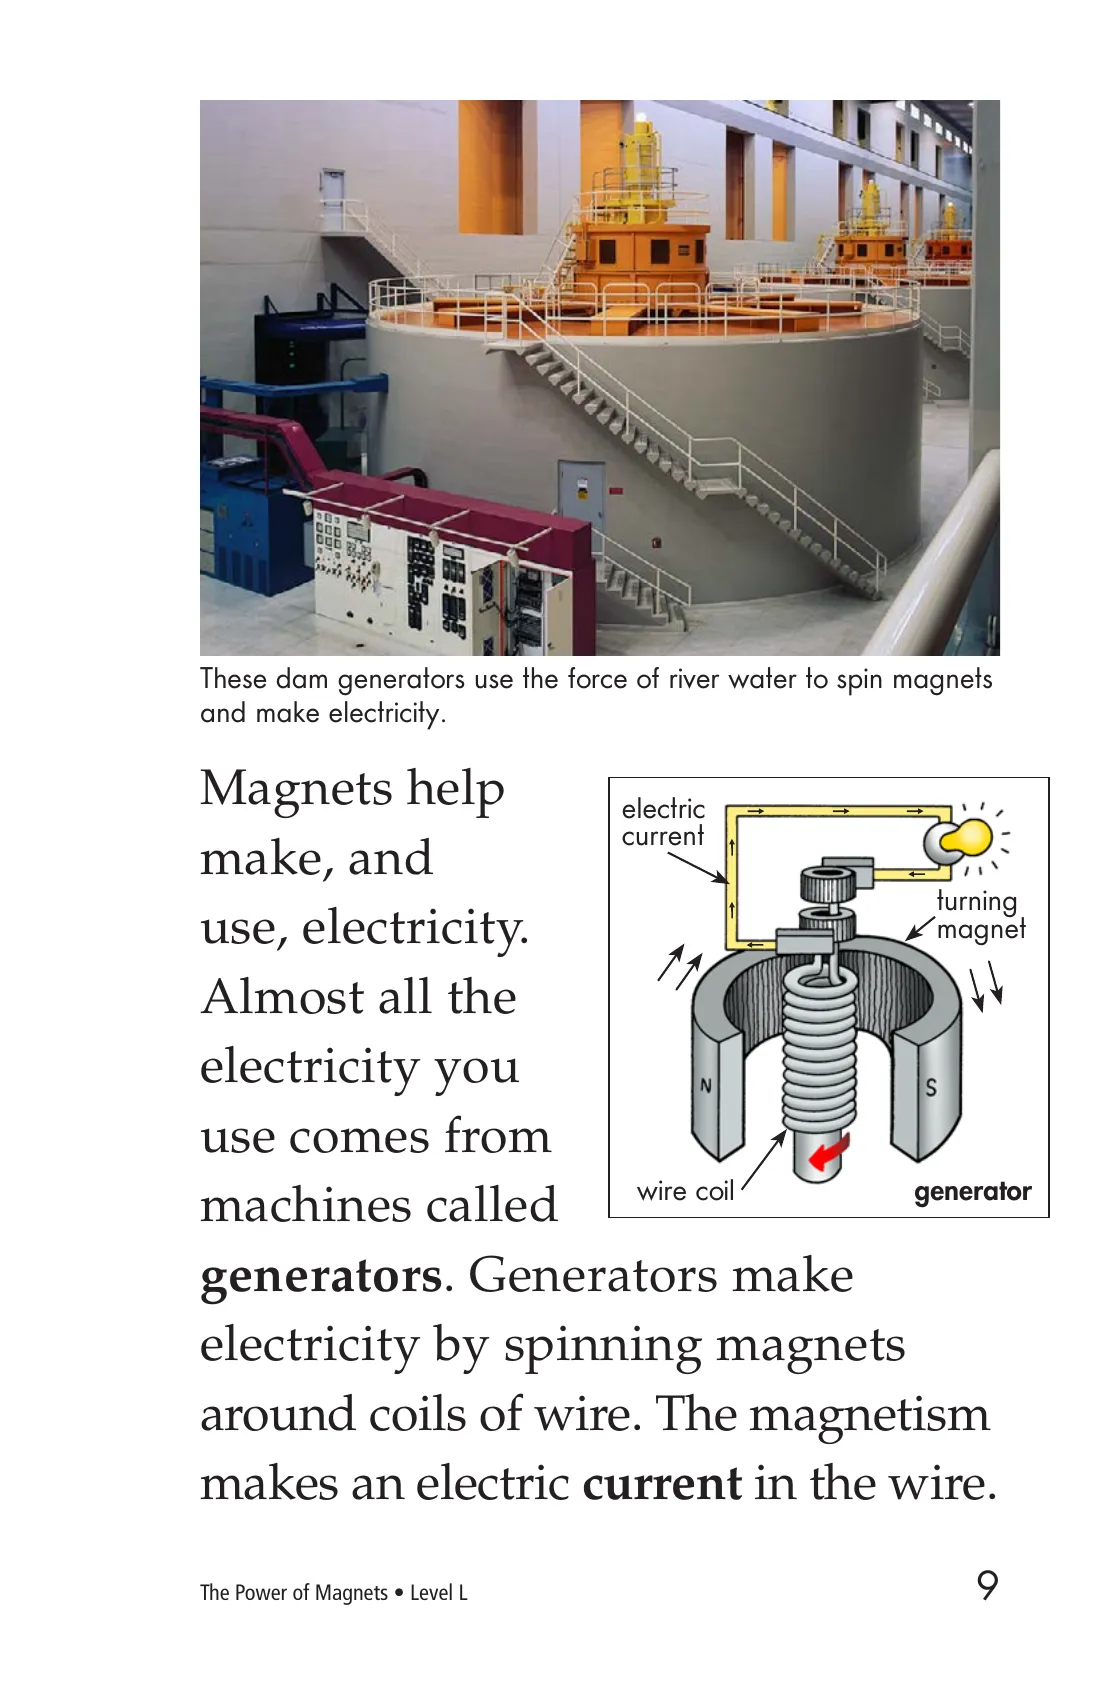 These dam generators use the force of river water to spin magnets
and make electricity.
Magnets help
make, and
use, electricity.
Almost all the
electricity you
use comes from
machines called
generators. Generators make
electricity by spinning magnets
around coils of wire. The magnetism
makes an electric current in the wire.
electric
current
turning
magnet
N
S
wire coil
generator
The Power of Magnets • Level L
9